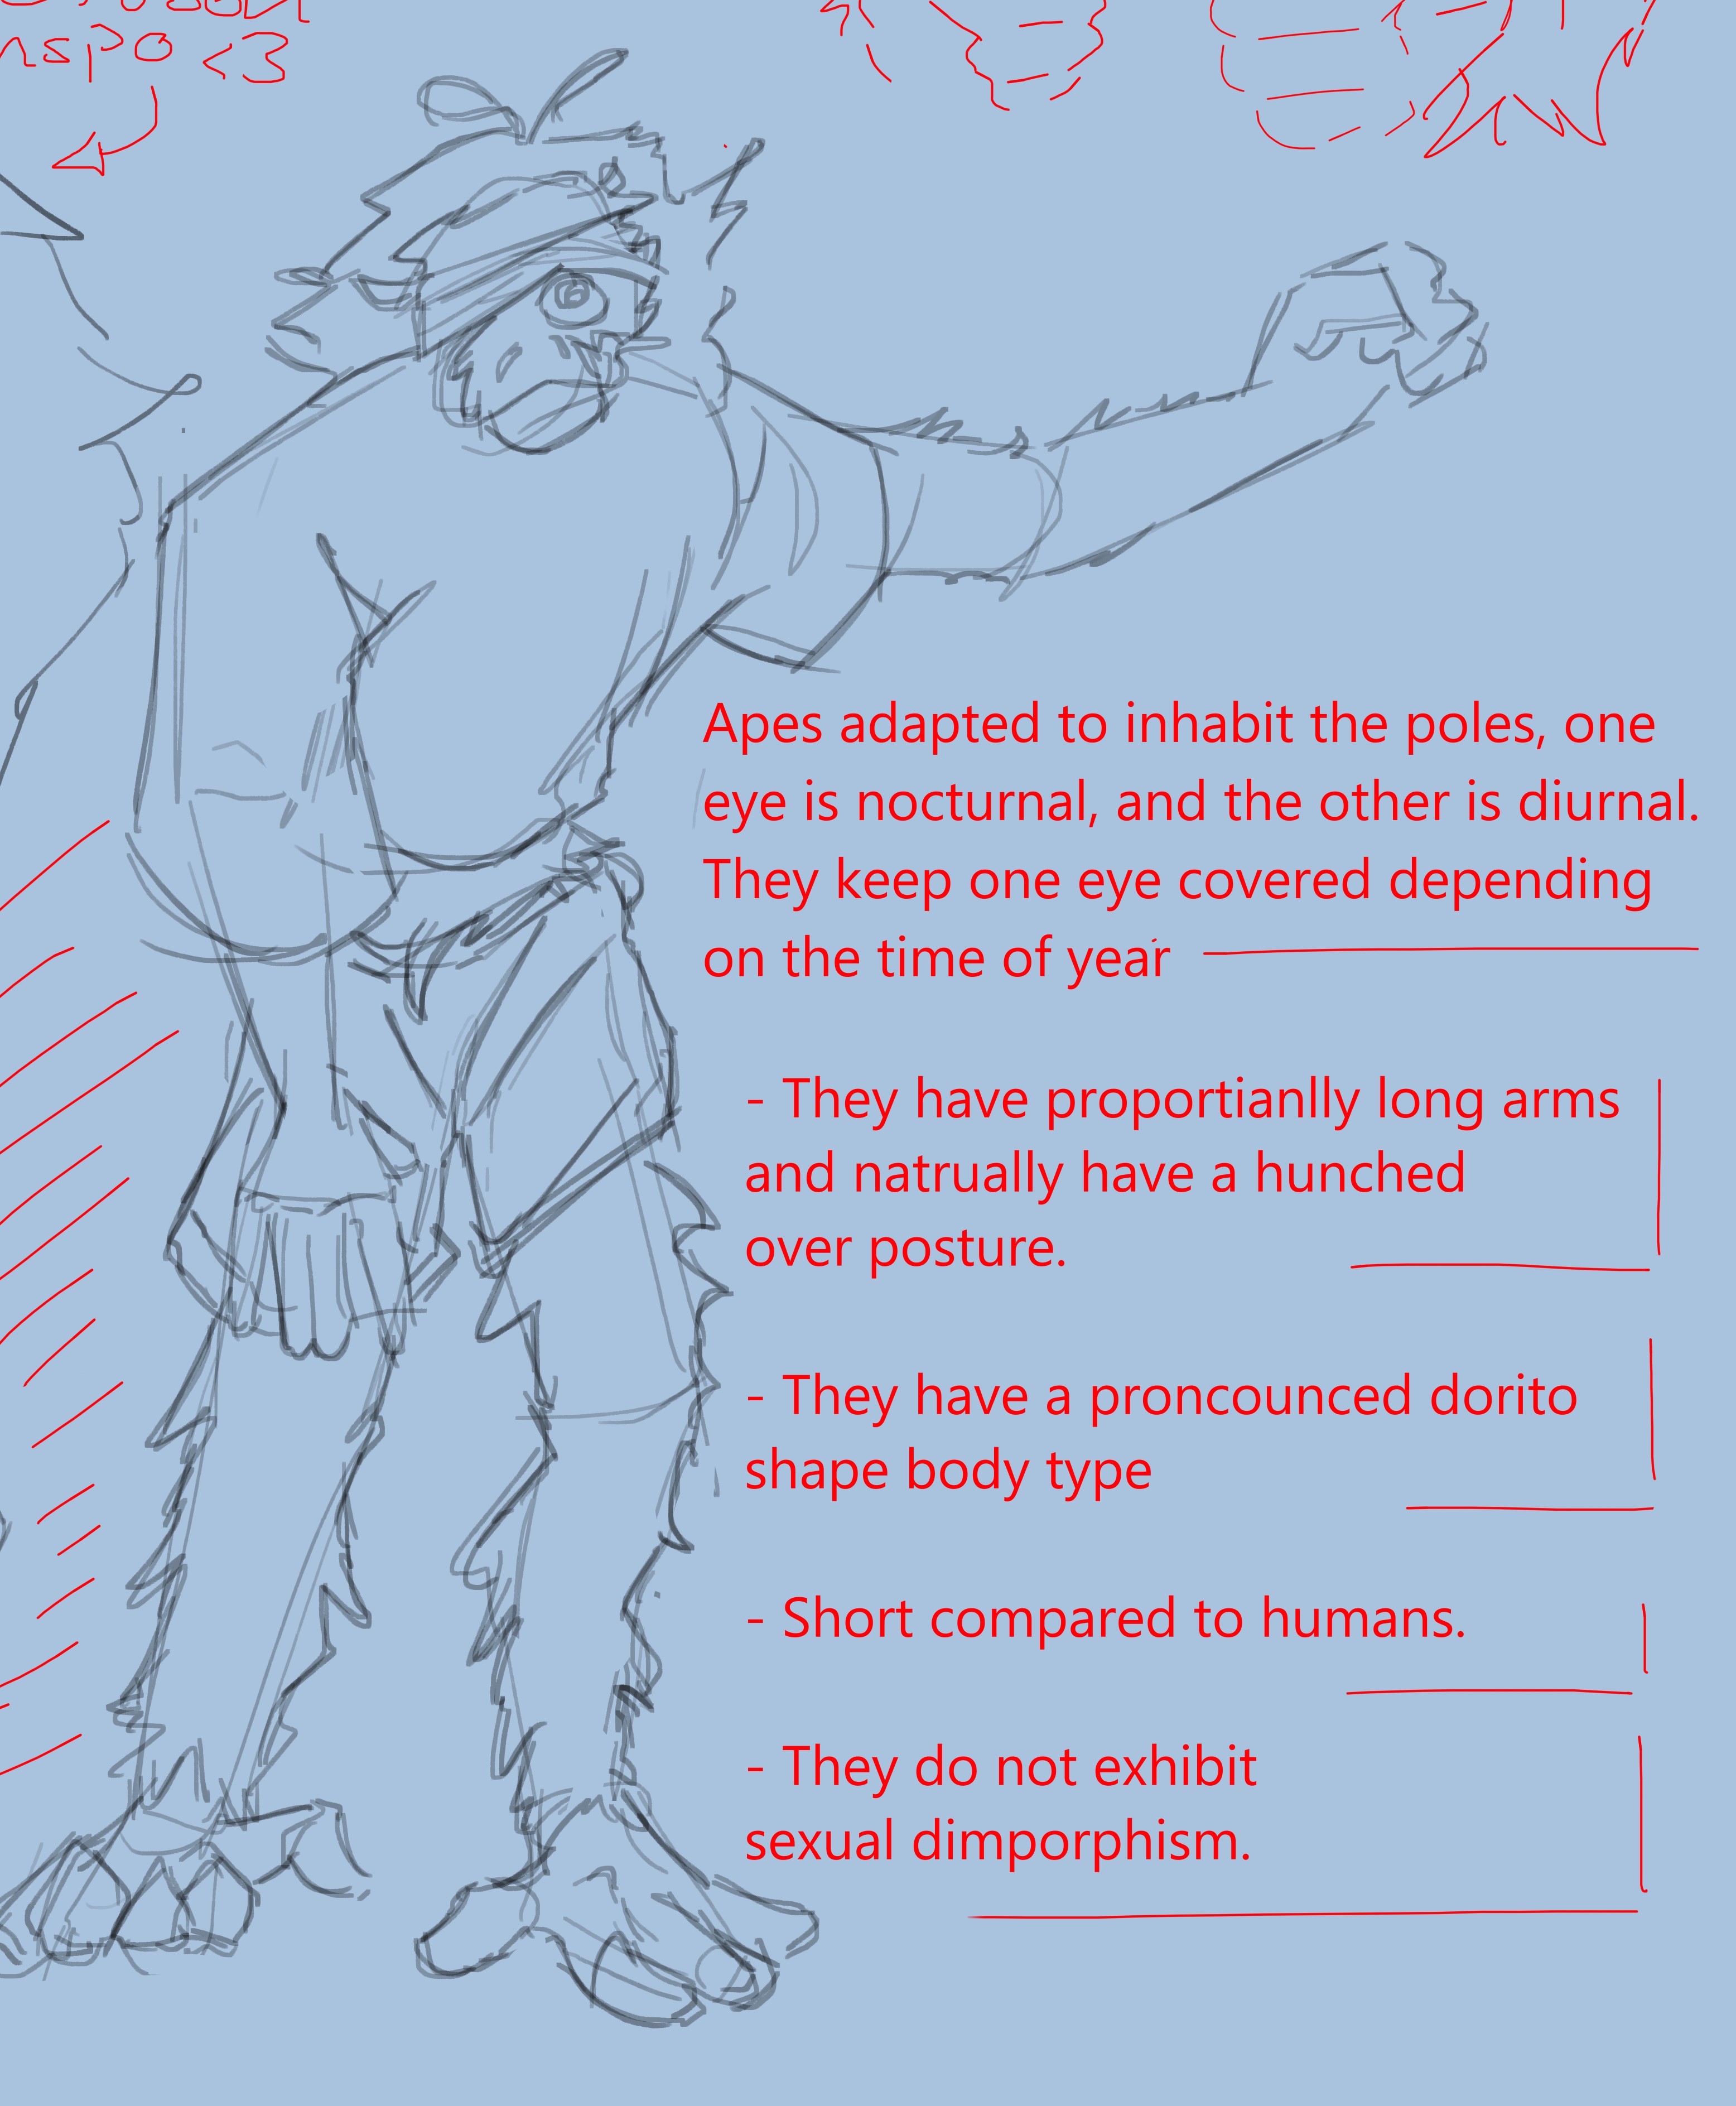 <3
Apes adapted to inhabit the poles, one
eye is nocturnal, and the other is diurnal.
They keep one eye covered depending
on the time of year
- They have proportianlly long arms
and natrually have a hunched
over posture.
- They have a proncounced dorito
shape body type
- Short compared to humans.
- They do not exhibit
sexual dimporphism.